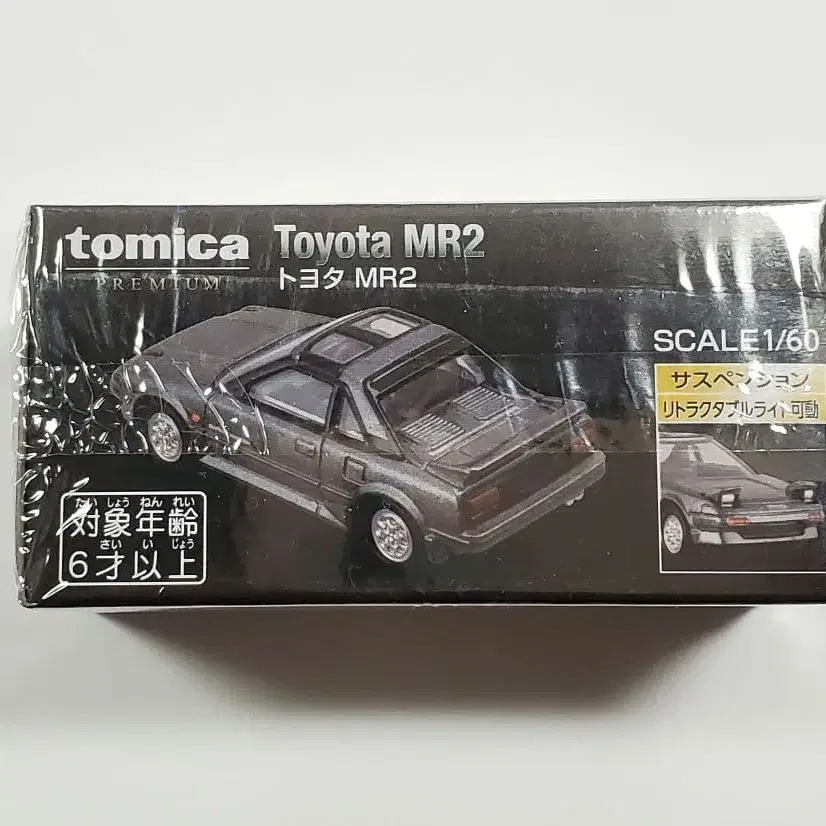 tomica
PREMIUM
Toyota MR2
トヨタ MR2
SCALE1/60
サスペンション
リトラクタブルライト可動
たい しょう ねん れい
対象年齢
さい い じょう
6才以上